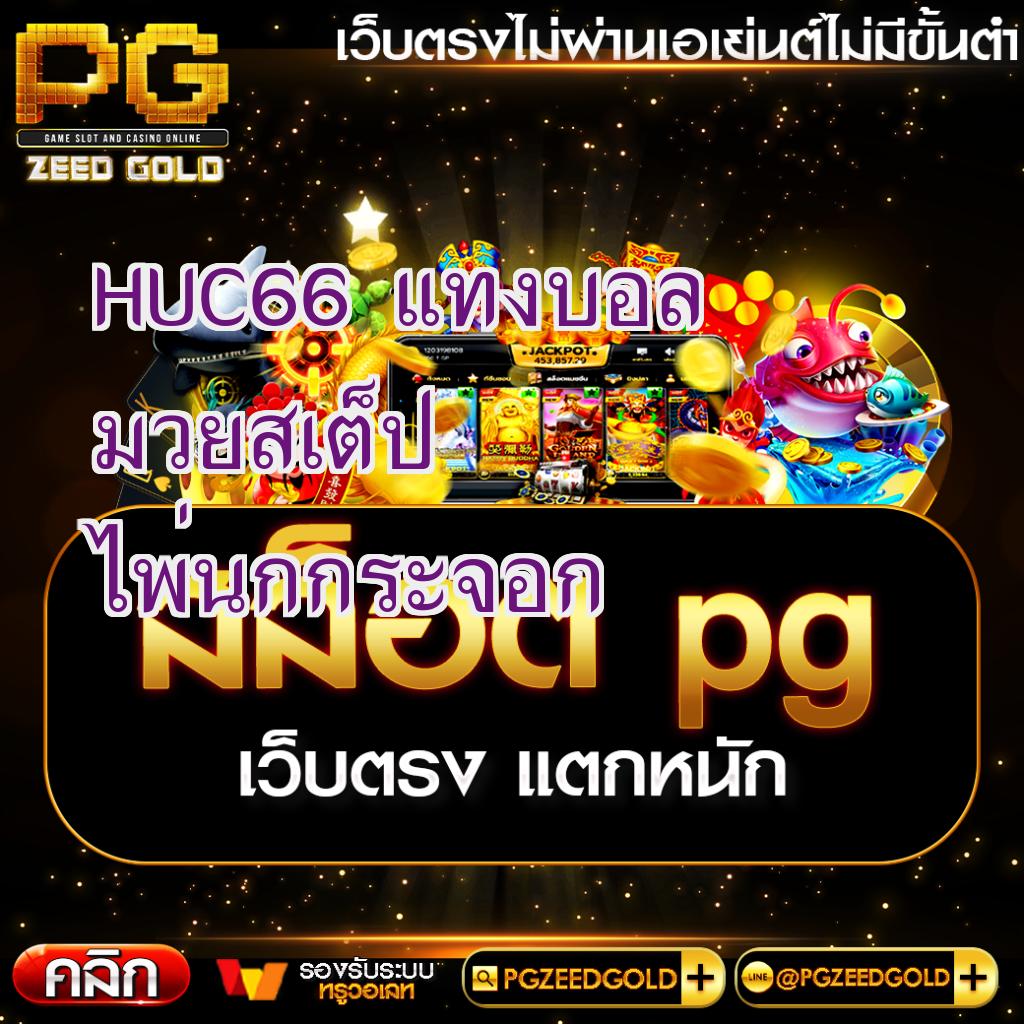 เว็บตรงไม่ผ่านเอเย่นต์ไม่มีขั้นต่ำ
PG
GAME SLOT AND CASINO ONLINE
ZEED GOLD
HUC66 แทงบอล
มวยสเต็ป
ไพ่นกกระจอก
JACKPOT
453,857.79
สล็อต pg
เว็บตรง แตกหนัก
คลิก
รองรับระบบ
ทรูวอเลท
PGZEEDGOLD +
LINE @PGZEEDGOLD +